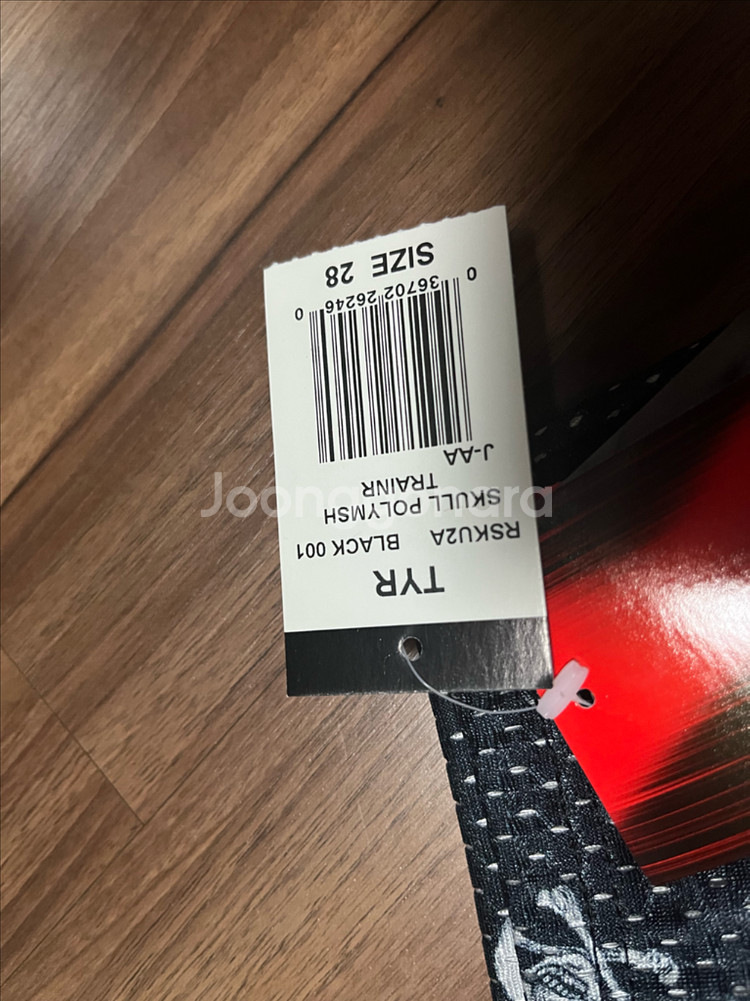 TYR
RSKU2A BLACK 001
SKULL POLYMSH
TRAINR
J-AA
0 36702 26246 0
SIZE 28
Joonggonara